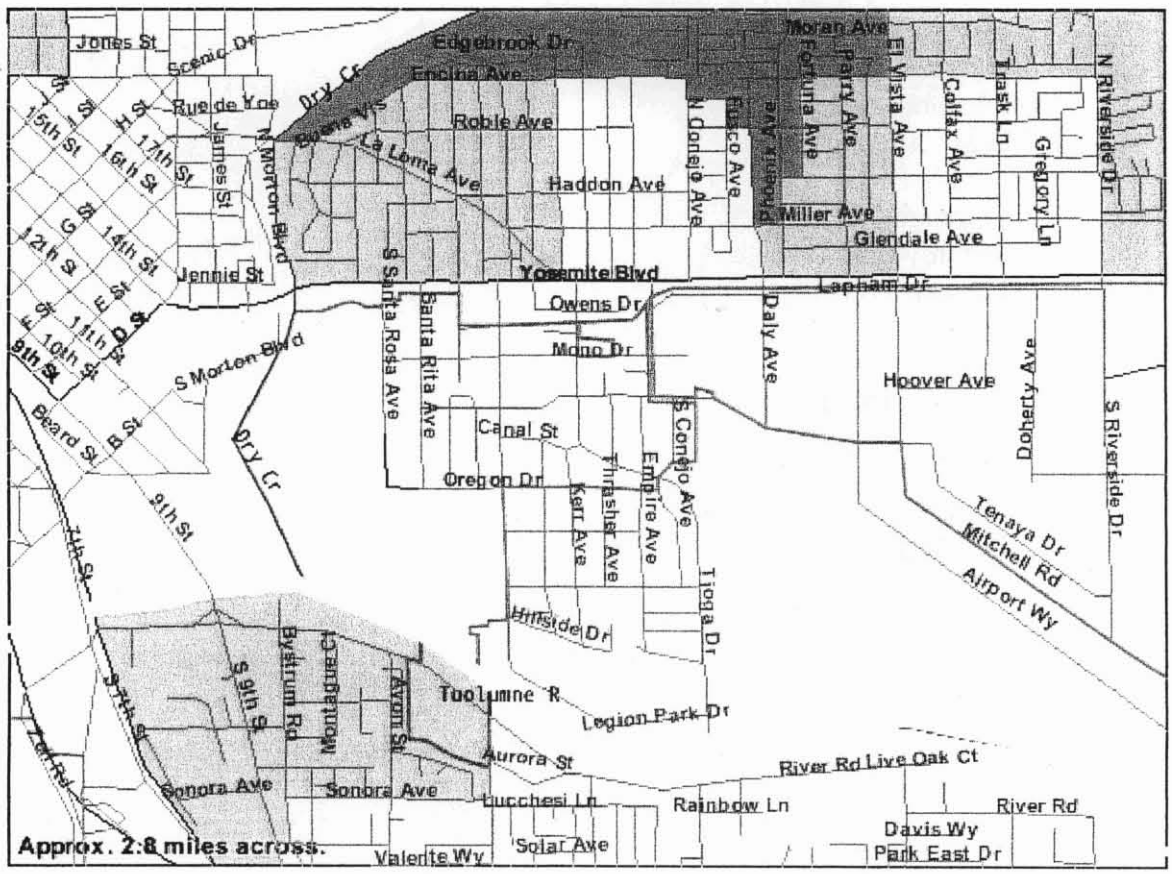 Jones St
Scenic Dr
Edgebrook Dr
Moran Ave
Encina Ave
Dry Cr
Rue de Yoe
Buena Vis
Roble Ave
La Loma Ave
Haddon Ave
James St
N Morton Blvd
N Conejo Ave
Phoenix Ave
Fortuna Ave
Parry Ave
El Vista Ave
Colfax Ave
Trask Ln
Gregory Ln
N Riverside Dr
I St
H St
15th St
16th St
17th St
G St
12th St
14th St
Miller Ave
Glendale Ave
Jennie St
Yosemite Blvd
Lapham Dr
Owens Dr
S Santa Rosa Ave
Santa Rita Ave
Mono Dr
Daly Ave
E St
D St
F St
11th St
10th St
9th St
S Morton Blvd
Hoover Ave
Doherty Ave
S Riverside Dr
Beard St
B St
Canal St
S Conejo Ave
Dry Cr
Oregon Dr
Kerr Ave
Thrasher Ave
Empire Ave
9th St
7th St
Tenaya Dr
Mitchell Rd
Airport Wy
Hillside Dr
Tioga Dr
Bystrum Rd
Montague Ct
Avon St
S 9th St
S 7th St
Tuolumne R
Legion Park Dr
Zeff Rd
Aurora St
River Rd
Live Oak Ct
Sonora Ave
Sonora Ave
Lucchesi Ln
Rainbow Ln
River Rd
Approx. 2:8 miles across.
Valente Wy
Solar Ave
Davis Wy
Park East Dr